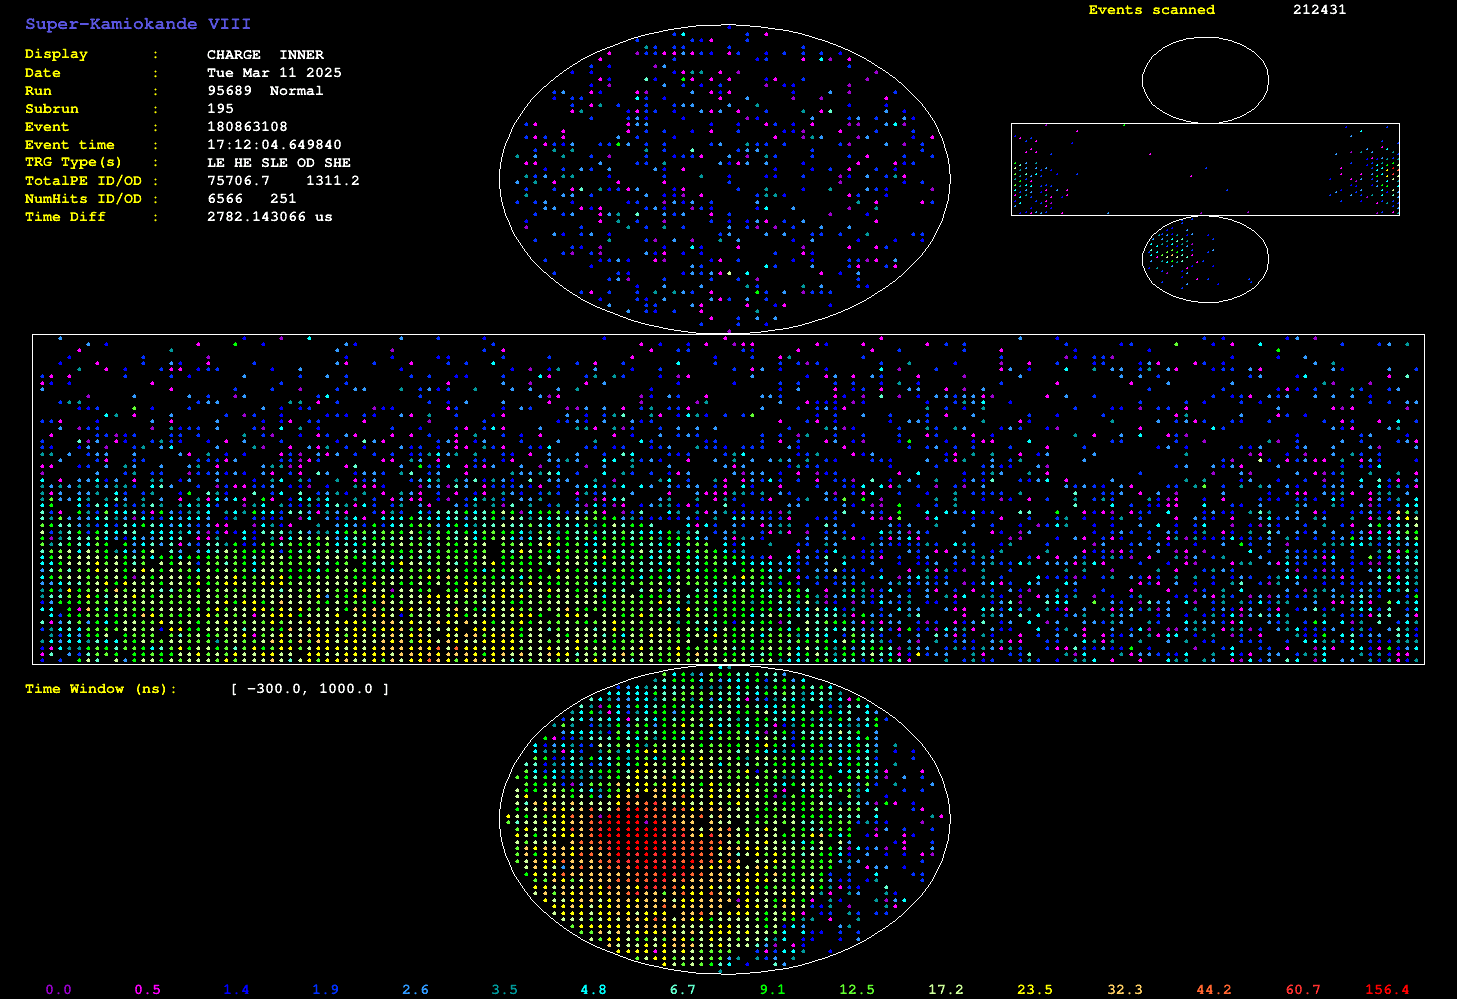 Super-Kamiokande VIII
Events scanned 212431
Display : CHARGE INNER
Date : Tue Mar 11 2025
Run : 95689 Normal
Subrun : 195
Event : 180863108
Event time : 17:12:04.649840
TRG Type(s) : LE HE SLE OD SHE
TotalPE ID/OD : 75706.7 1311.2
NumHits ID/OD : 6566 251
Time Diff : 2782.143066 us
Time Window (ns): [ -300.0, 1000.0 ]
0.0 0.5 1.4 1.9 2.6 3.5 4.8 6.7 9.1 12.5 17.2 23.5 32.3 44.2 60.7 156.4